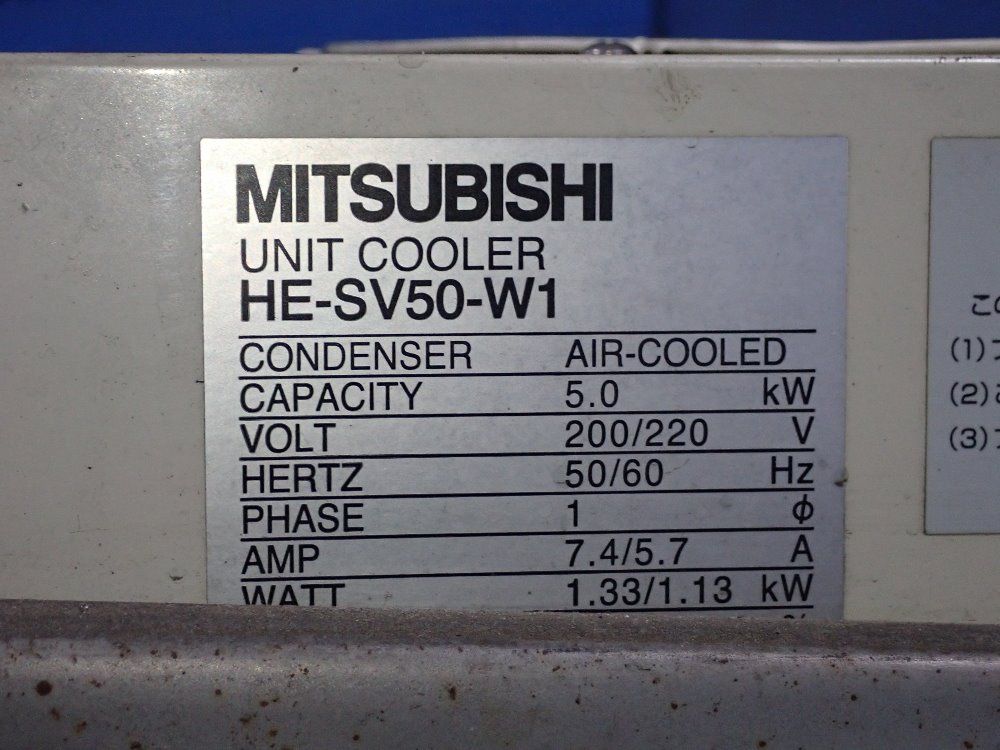 MITSUBISHI
UNIT COOLER
HE-SV50-W1
CONDENSER AIR-COOLED
CAPACITY 5.0 kW
VOLT 200/220 V
HERTZ 50/60 Hz
PHASE 1 ϕ
AMP 7.4/5.7 A
WATT 1.33/1.13 kW
%
この
(1)
(2)
(3)